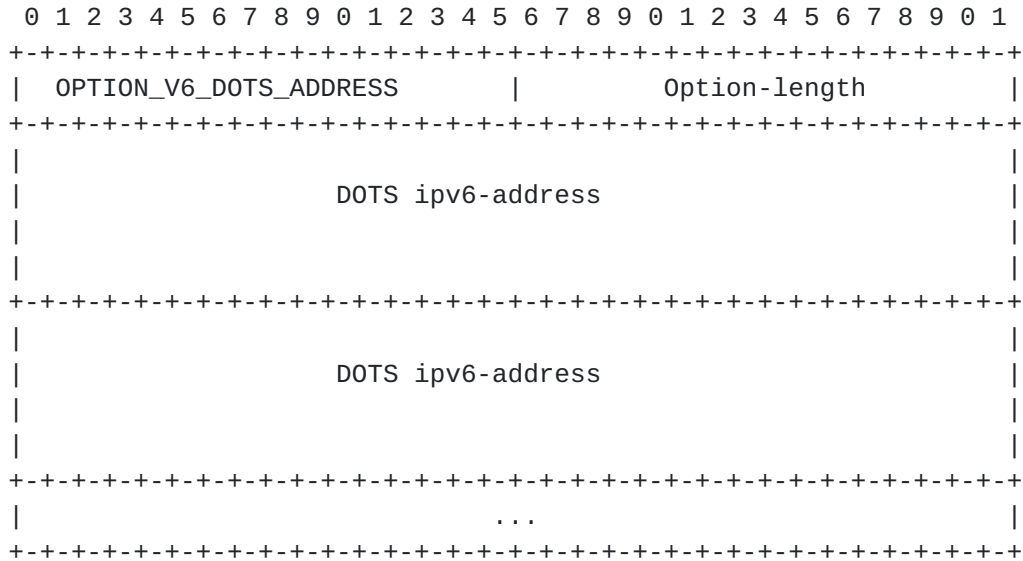 0 1 2 3 4 5 6 7 8 9 0 1 2 3 4 5 6 7 8 9 0 1 2 3 4 5 6 7 8 9 0 1
+-+-+-+-+-+-+-+-+-+-+-+-+-+-+-+-+-+-+-+-+-+-+-+-+-+-+-+-+-+-+-+-+
|  OPTION_V6_DOTS_ADDRESS       |         Option-length         |
+-+-+-+-+-+-+-+-+-+-+-+-+-+-+-+-+-+-+-+-+-+-+-+-+-+-+-+-+-+-+-+-+
|                                                               |
|                    DOTS ipv6-address                          |
|                                                               |
|                                                               |
+-+-+-+-+-+-+-+-+-+-+-+-+-+-+-+-+-+-+-+-+-+-+-+-+-+-+-+-+-+-+-+-+
|                                                               |
|                    DOTS ipv6-address                          |
|                                                               |
|                                                               |
+-+-+-+-+-+-+-+-+-+-+-+-+-+-+-+-+-+-+-+-+-+-+-+-+-+-+-+-+-+-+-+-+
|                              ...                              |
+-+-+-+-+-+-+-+-+-+-+-+-+-+-+-+-+-+-+-+-+-+-+-+-+-+-+-+-+-+-+-+-+